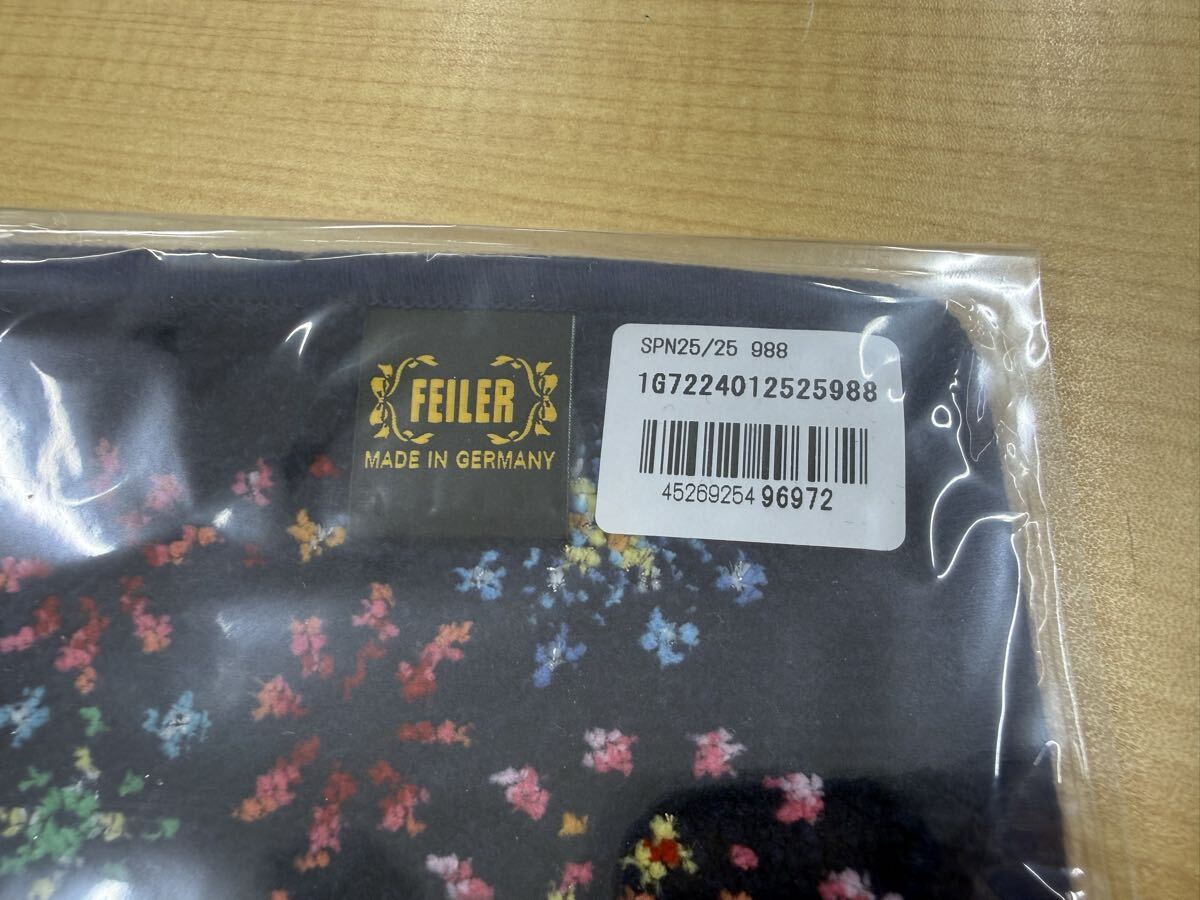 FEILER
MADE IN GERMANY
SPN25/25 988
1G7224012525988
4526925496972